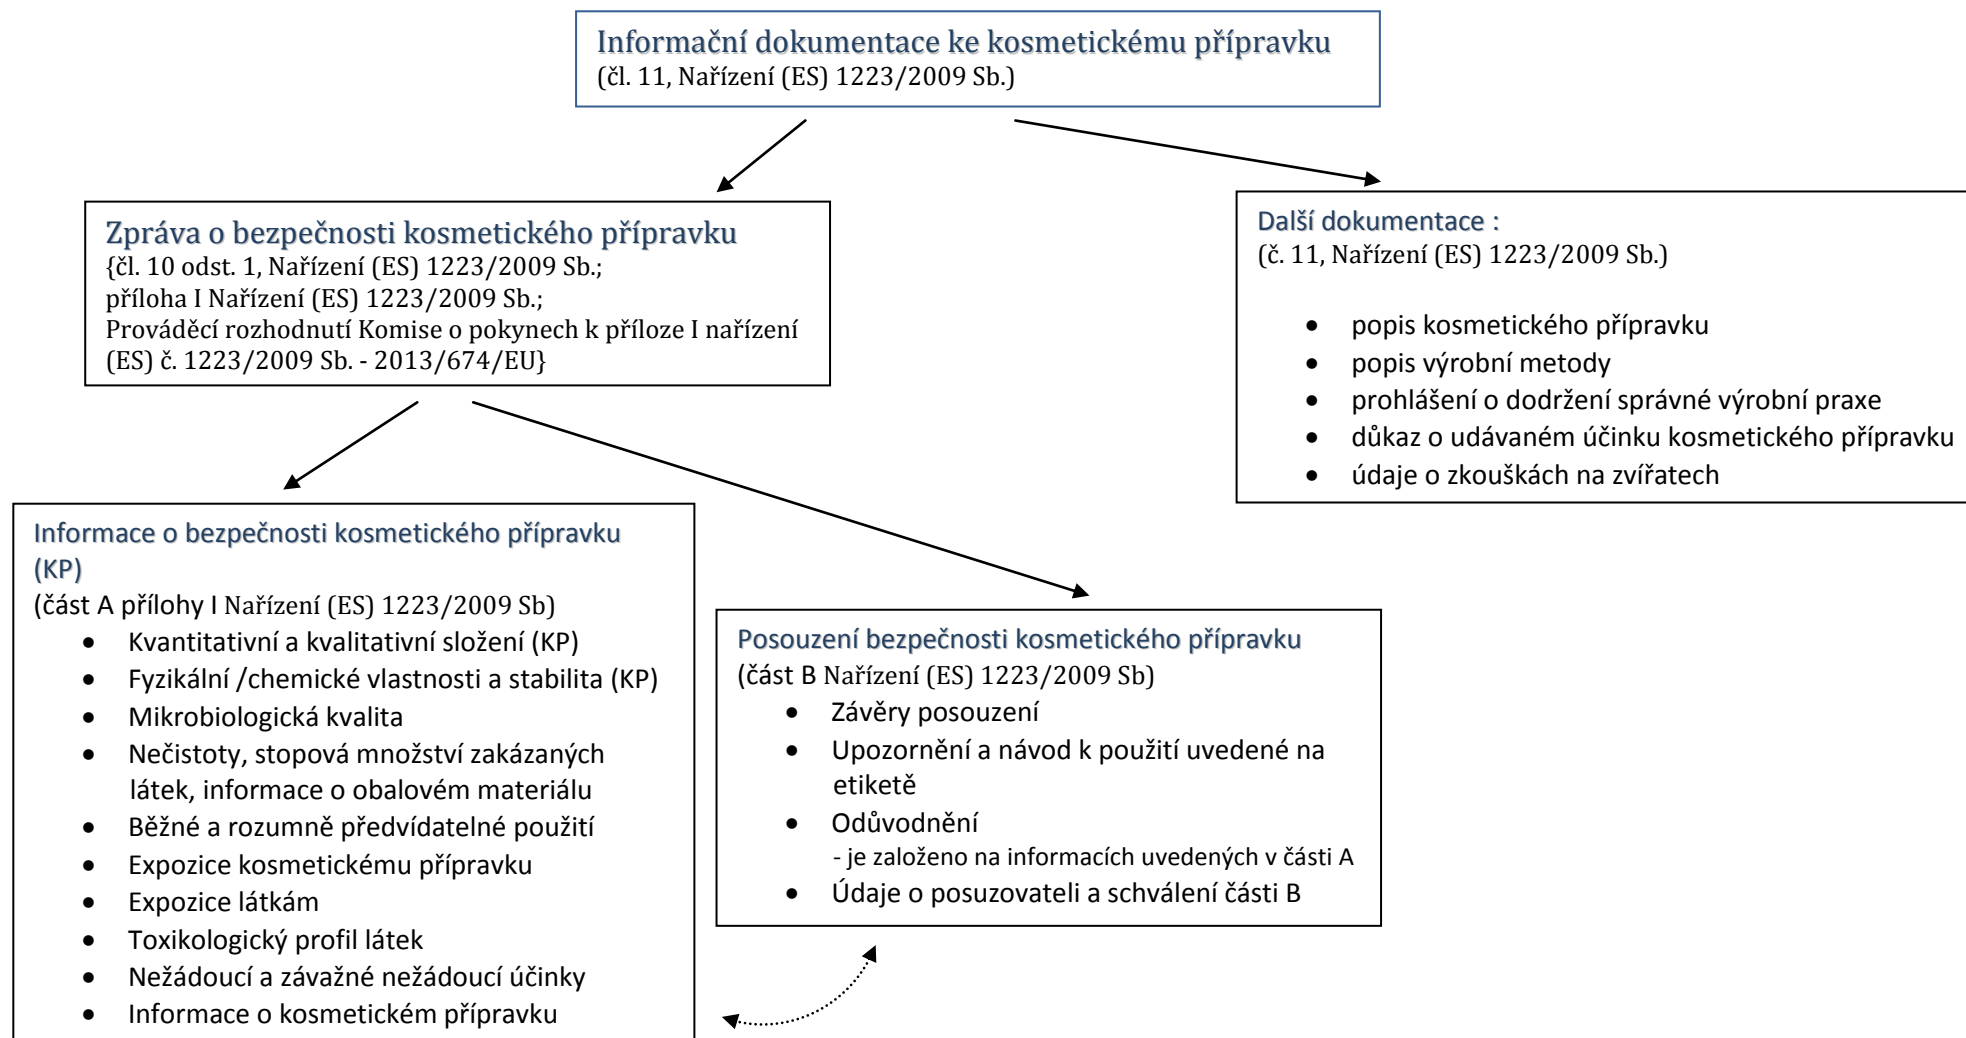 Informační dokumentace ke kosmetickému přípravku
(čl. 11, Nařízení (ES) 1223/2009 Sb.)
Zpráva o bezpečnosti kosmetického přípravku
{čl. 10 odst. 1, Nařízení (ES) 1223/2009 Sb.;
příloha I Nařízení (ES) 1223/2009 Sb.;
Prováděcí rozhodnutí Komise o pokynech k příloze I nařízení
(ES) č. 1223/2009 Sb. - 2013/674/EU}
Další dokumentace :
(č. 11, Nařízení (ES) 1223/2009 Sb.)
• popis kosmetického přípravku
• popis výrobní metody
• prohlášení o dodržení správné výrobní praxe
• důkaz o udávaném účinku kosmetického přípravku
• údaje o zkouškách na zvířatech
Informace o bezpečnosti kosmetického přípravku
(KP)
(část A přílohy I Nařízení (ES) 1223/2009 Sb)
• Kvantitativní a kvalitativní složení (KP)
• Fyzikální /chemické vlastnosti a stabilita (KP)
• Mikrobiologická kvalita
• Nečistoty, stopová množství zakázaných
látek, informace o obalovém materiálu
• Běžné a rozumně předvídatelné použití
• Expozice kosmetickému přípravku
• Expozice látkám
• Toxikologický profil látek
• Nežádoucí a závažné nežádoucí účinky
• Informace o kosmetickém přípravku
Posouzení bezpečnosti kosmetického přípravku
(část B Nařízení (ES) 1223/2009 Sb)
• Závěry posouzení
• Upozornění a návod k použití uvedené na
etiketě
• Odůvodnění
- je založeno na informacích uvedených v části A
• Údaje o posuzovateli a schválení části B